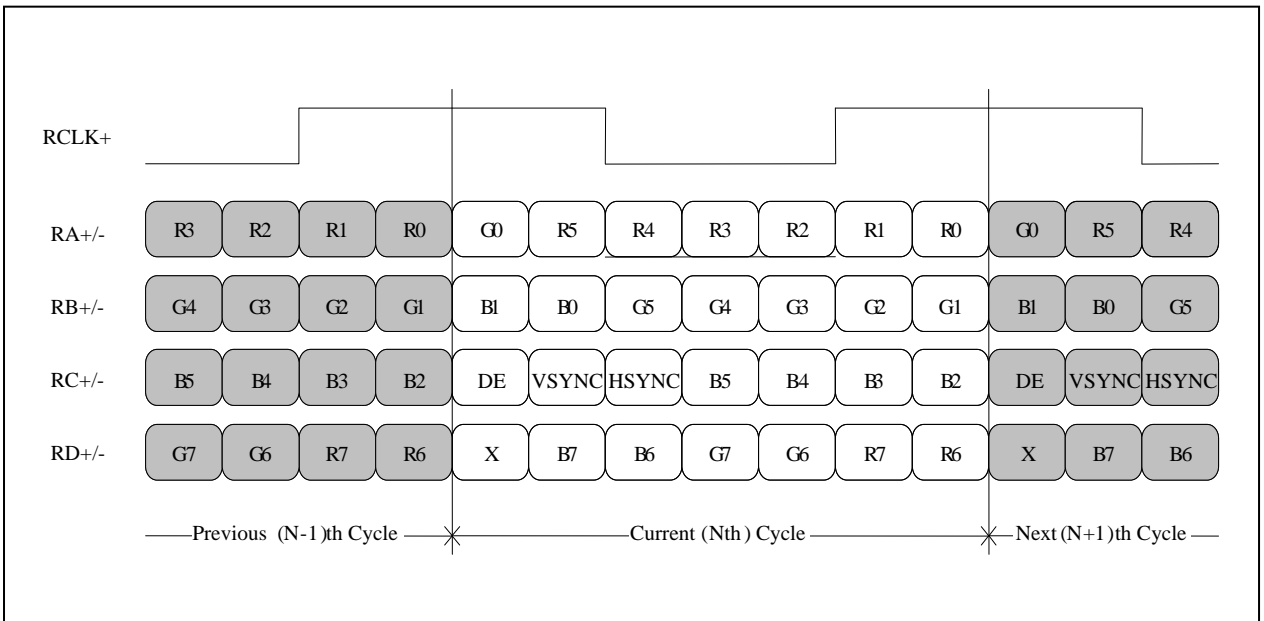 RCLK+
RA+/- R3 R2 R1 R0 G0 R5 R4 R3 R2 R1 R0 G0 R5 R4
RB+/- G4 G3 G2 G1 B1 B0 G5 G4 G3 G2 G1 B1 B0 G5
RC+/- B5 B4 B3 B2 DE VSYNC HSYNC B5 B4 B3 B2 DE VSYNC HSYNC
RD+/- G7 G6 R7 R6 X B7 B6 G7 G6 R7 R6 X B7 B6
Previous (N-1)th Cycle Current (Nth) Cycle Next (N+1)th Cycle